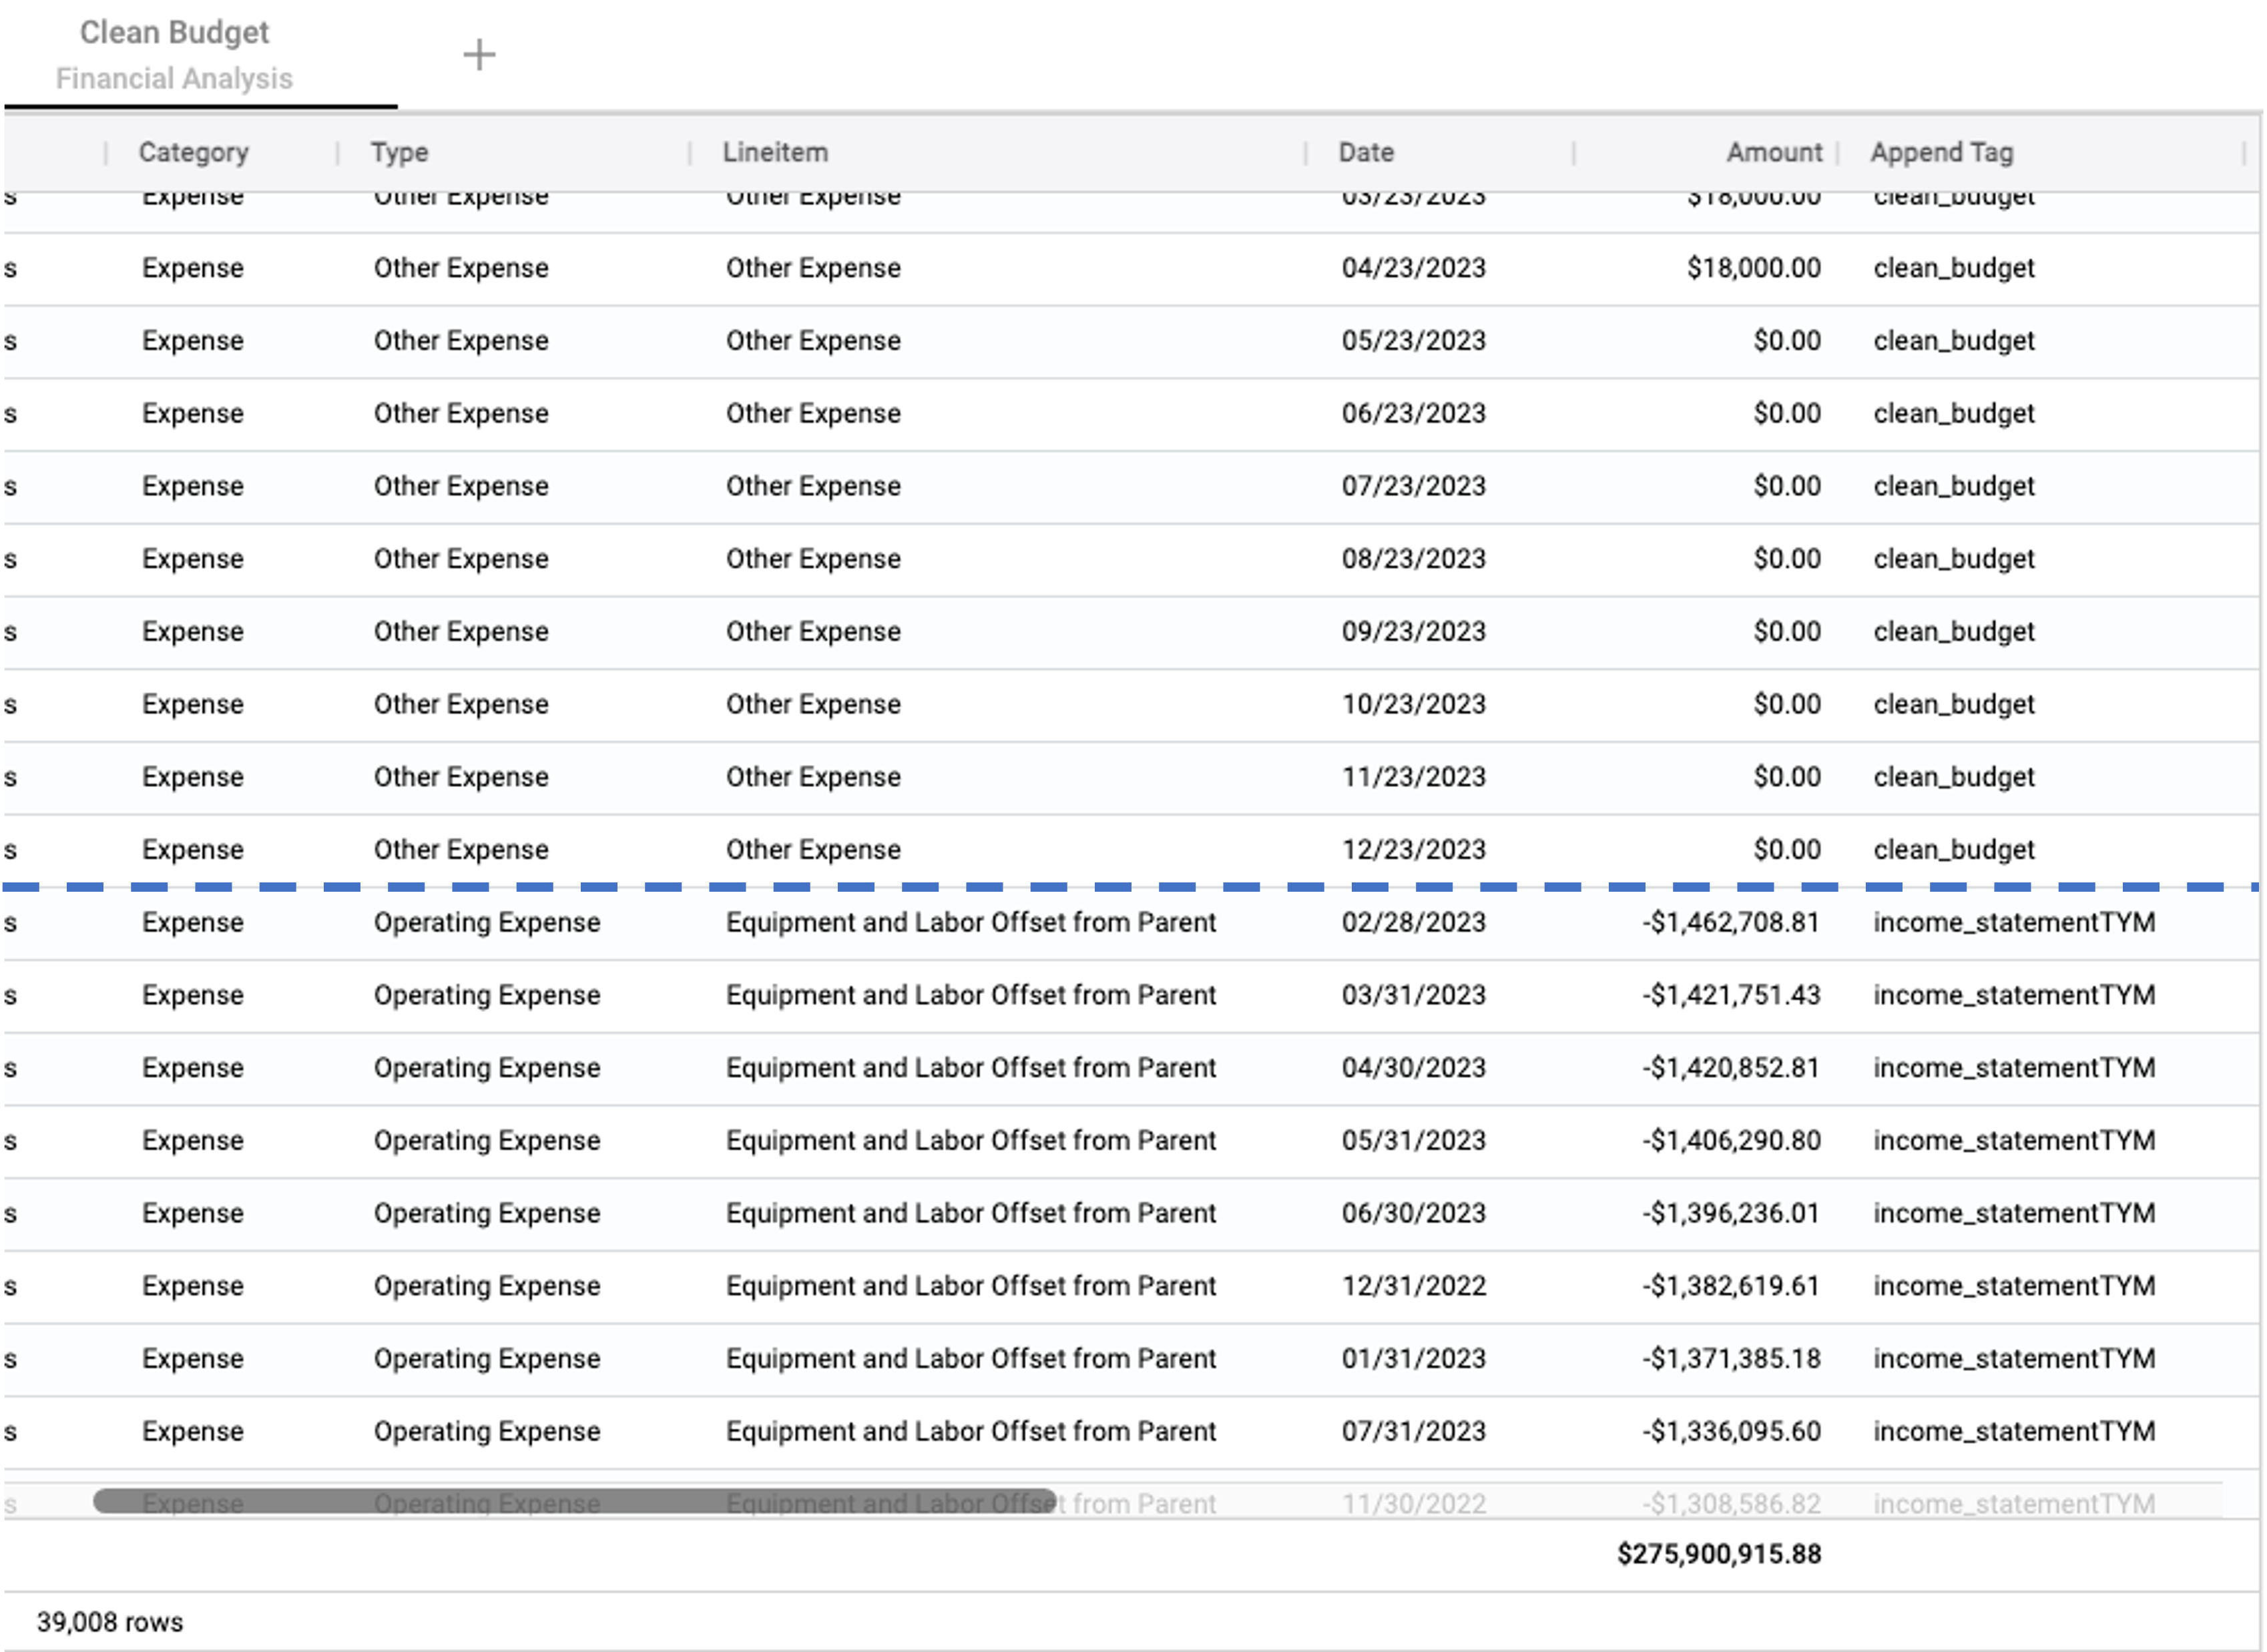 Clean Budget
Financial Analysis
+
Category Type Lineitem Date Amount Append Tag
s Expense Other Expense Other Expense 03/23/2023 $18,000.00 clean_budget
s Expense Other Expense Other Expense 04/23/2023 $18,000.00 clean_budget
s Expense Other Expense Other Expense 05/23/2023 $0.00 clean_budget
s Expense Other Expense Other Expense 06/23/2023 $0.00 clean_budget
s Expense Other Expense Other Expense 07/23/2023 $0.00 clean_budget
s Expense Other Expense Other Expense 08/23/2023 $0.00 clean_budget
s Expense Other Expense Other Expense 09/23/2023 $0.00 clean_budget
s Expense Other Expense Other Expense 10/23/2023 $0.00 clean_budget
s Expense Other Expense Other Expense 11/23/2023 $0.00 clean_budget
s Expense Other Expense Other Expense 12/23/2023 $0.00 clean_budget
s Expense Operating Expense Equipment and Labor Offset from Parent 02/28/2023 -$1,462,708.81 income_statementTYM
s Expense Operating Expense Equipment and Labor Offset from Parent 03/31/2023 -$1,421,751.43 income_statementTYM
s Expense Operating Expense Equipment and Labor Offset from Parent 04/30/2023 -$1,420,852.81 income_statementTYM
s Expense Operating Expense Equipment and Labor Offset from Parent 05/31/2023 -$1,406,290.80 income_statementTYM
s Expense Operating Expense Equipment and Labor Offset from Parent 06/30/2023 -$1,396,236.01 income_statementTYM
s Expense Operating Expense Equipment and Labor Offset from Parent 12/31/2022 -$1,382,619.61 income_statementTYM
s Expense Operating Expense Equipment and Labor Offset from Parent 01/31/2023 -$1,371,385.18 income_statementTYM
s Expense Operating Expense Equipment and Labor Offset from Parent 07/31/2023 -$1,336,095.60 income_statementTYM
s Expense Operating Expense Equipment and Labor Offset from Parent 11/30/2022 -$1,308,586.82 income_statementTYM
$275,900,915.88
39,008 rows